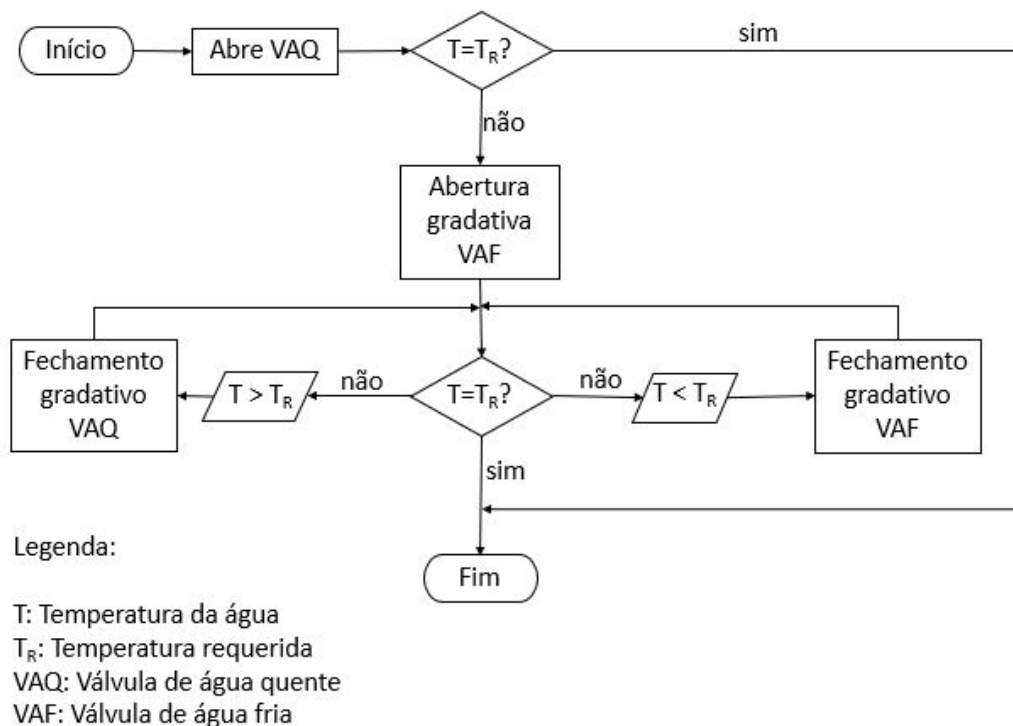 Início
Abre VAQ
T=TR?
sim
não
Abertura
gradativa
VAF
Fechamento
gradativo
VAQ
T > TR
não
T=TR?
não
T < TR
Fechamento
gradativo
VAF
sim
Fim
Legenda:
T: Temperatura da água
TR: Temperatura requerida
VAQ: Válvula de água quente
VAF: Válvula de água fria